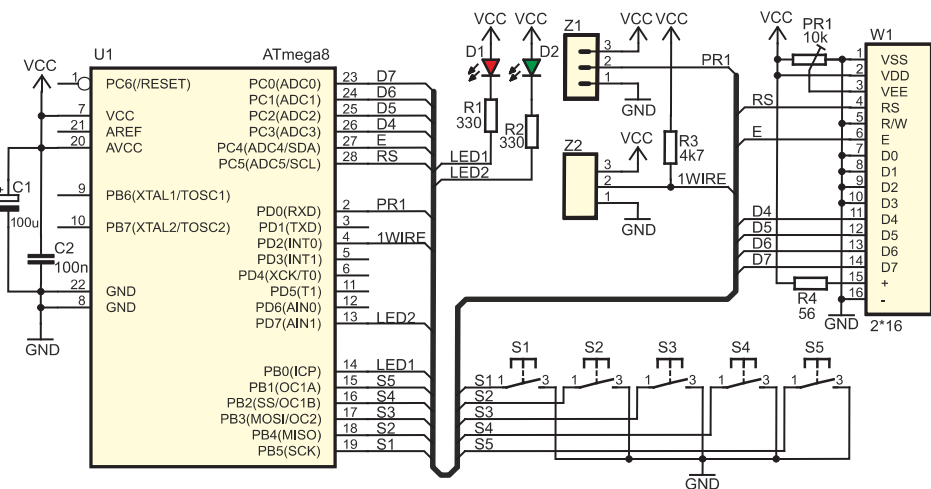 VCC
U1
ATmega8
1 PC6(/RESET)
7 VCC
21 AREF
20 AVCC
9 PB6(XTAL1/TOSC1)
10 PB7(XTAL2/TOSC2)
22 GND
8 GND
+ C1
100u
C2
100n
GND
PC0(ADC0) 23 D7
PC1(ADC1) 24 D6
PC2(ADC2) 25 D5
PC3(ADC3) 26 D4
PC4(ADC4/SDA) 27 E
PC5(ADC5/SCL) 28 RS
PD0(RXD) 2 PR1
PD1(TXD) 3
PD2(INT0) 4 1WIRE
PD3(INT1) 5
PD4(XCK/T0) 6
PD5(T1) 11
PD6(AIN0) 12
PD7(AIN1) 13 LED2
PB0(ICP) 14 LED1
PB1(OC1A) 15 S5
PB2(SS/OC1B) 16 S4
PB3(MOSI/OC2) 17 S3
PB4(MISO) 18 S2
PB5(SCK) 19 S1
VCC VCC
D1 D2
R1
330
R2
330
LED1
LED2
Z1
3 VCC
2 PR1
1 GND
VCC
R3
4k7
Z2
3 VCC
2 1WIRE
1 GND
VCC
PR1
10k
W1
RS
E
D4
D5
D6
D7
1 VSS
2 VDD
3 VEE
4 RS
5 R/W
6 E
7 D0
8 D1
9 D2
10 D3
11 D4
12 D5
13 D6
14 D7
15 +
16 -
R4
56
GND
2*16
S1 S2 S3 S4 S5
S1 1 3 1 3 1 3 1 3 1 3
S2
S3
S4
S5
GND